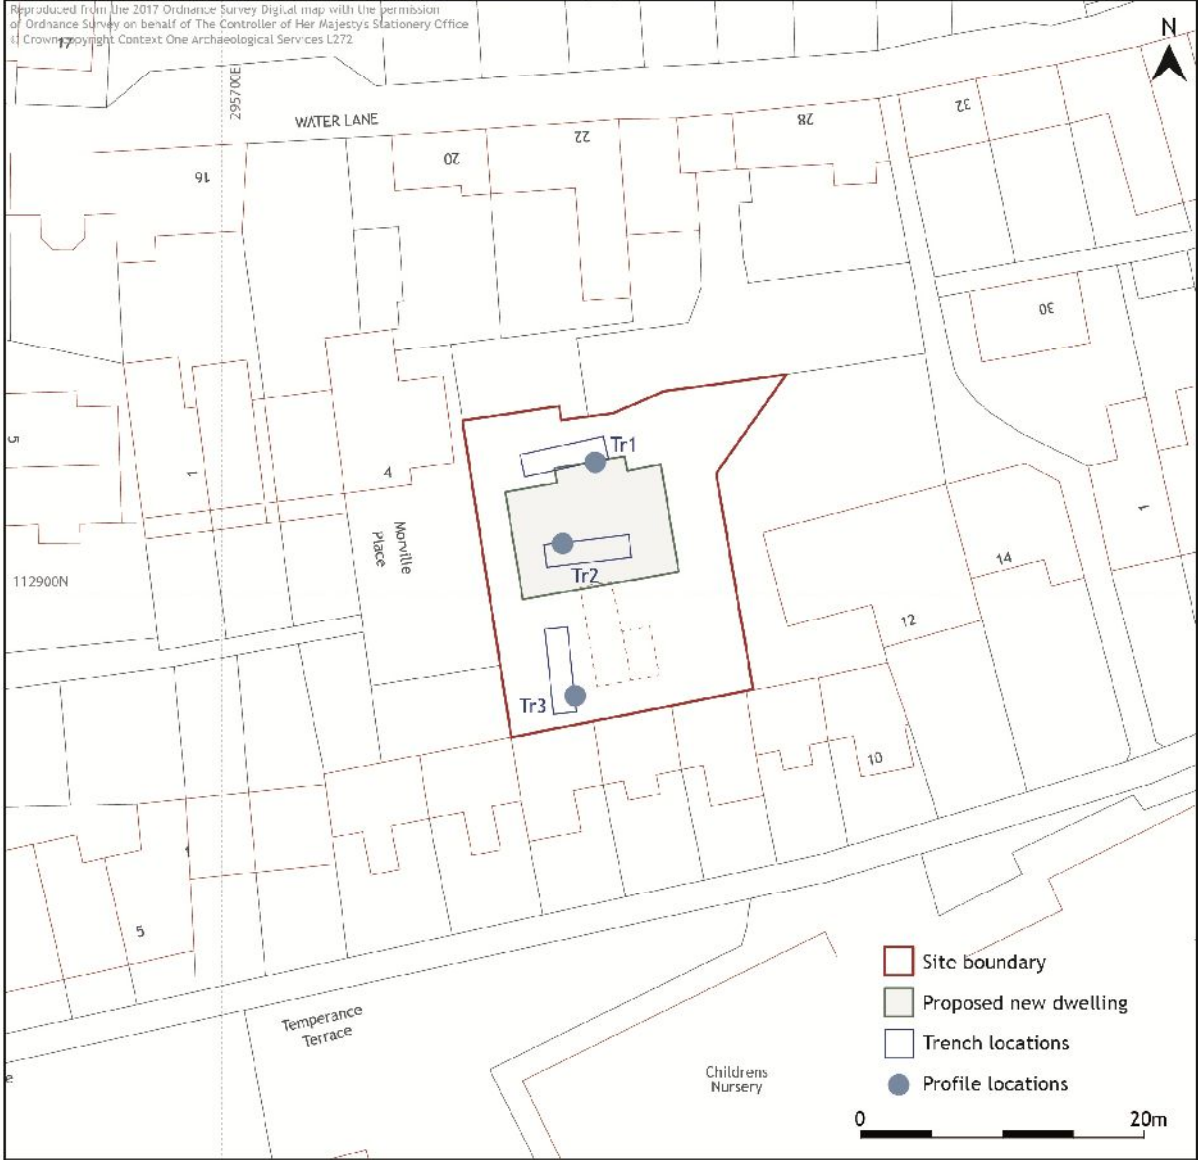 Reproduced from the 2017 Ordnance Survey Digital map with the permission
of Ordnance Survey on behalf of The Controller of Her Majesty's Stationery Office
© Crown copyright Context One Archaeological Services L272
17
N
295700E
WATER LANE
16
20
22
28
32
30
5
1
4
Morville
Place
Tr1
Tr2
Tr3
112900N
14
12
1
10
5
Temperance
Terrace
Childrens
Nursery
e
Site boundary
Proposed new dwelling
Trench locations
Profile locations
0 20m